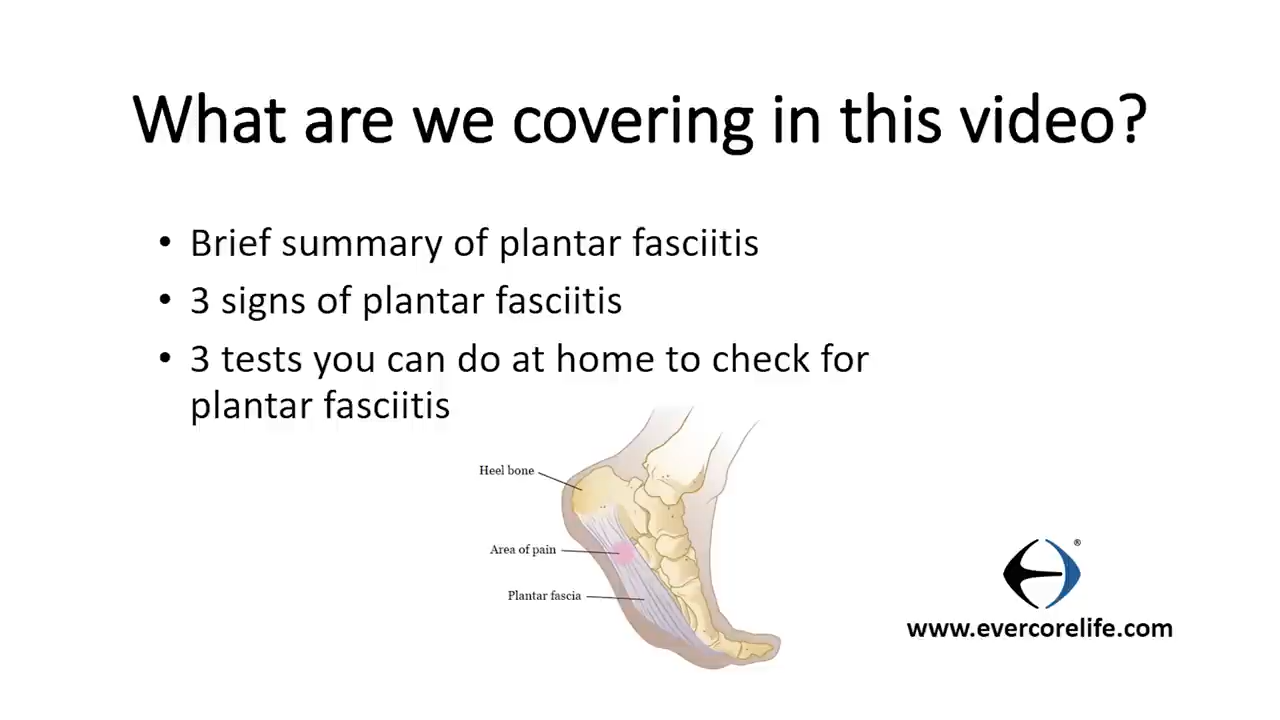 What are we covering in this video?
• Brief summary of plantar fasciitis
• 3 signs of plantar fasciitis
• 3 tests you can do at home to check for
plantar fasciitis
Heel bone
Area of pain
Plantar fascia
®
www.evercorelife.com